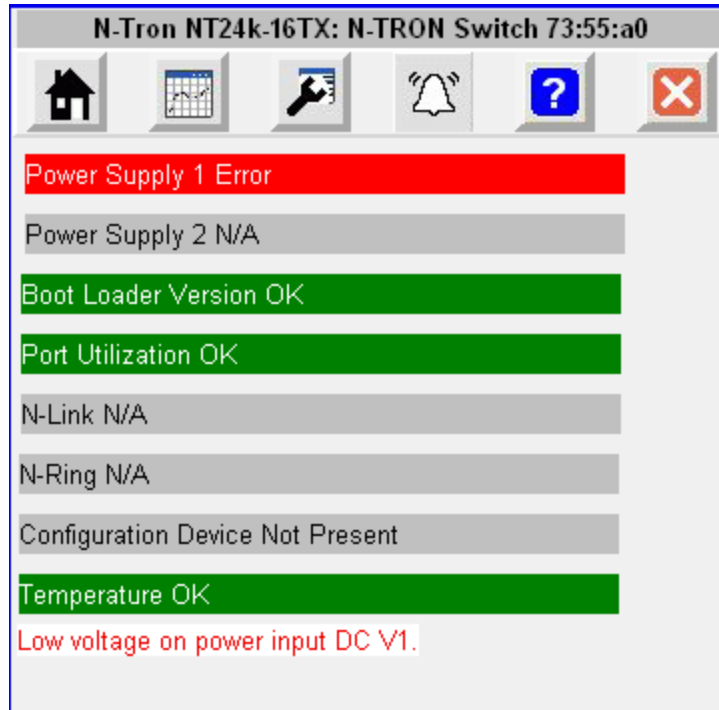 N-Tron NT24k-16TX: N-TRON Switch 73:55:a0
?
Power Supply 1 Error
Power Supply 2 N/A
Boot Loader Version OK
Port Utilization OK
N-Link N/A
N-Ring N/A
Configuration Device Not Present
Temperature OK
Low voltage on power input DC V1.